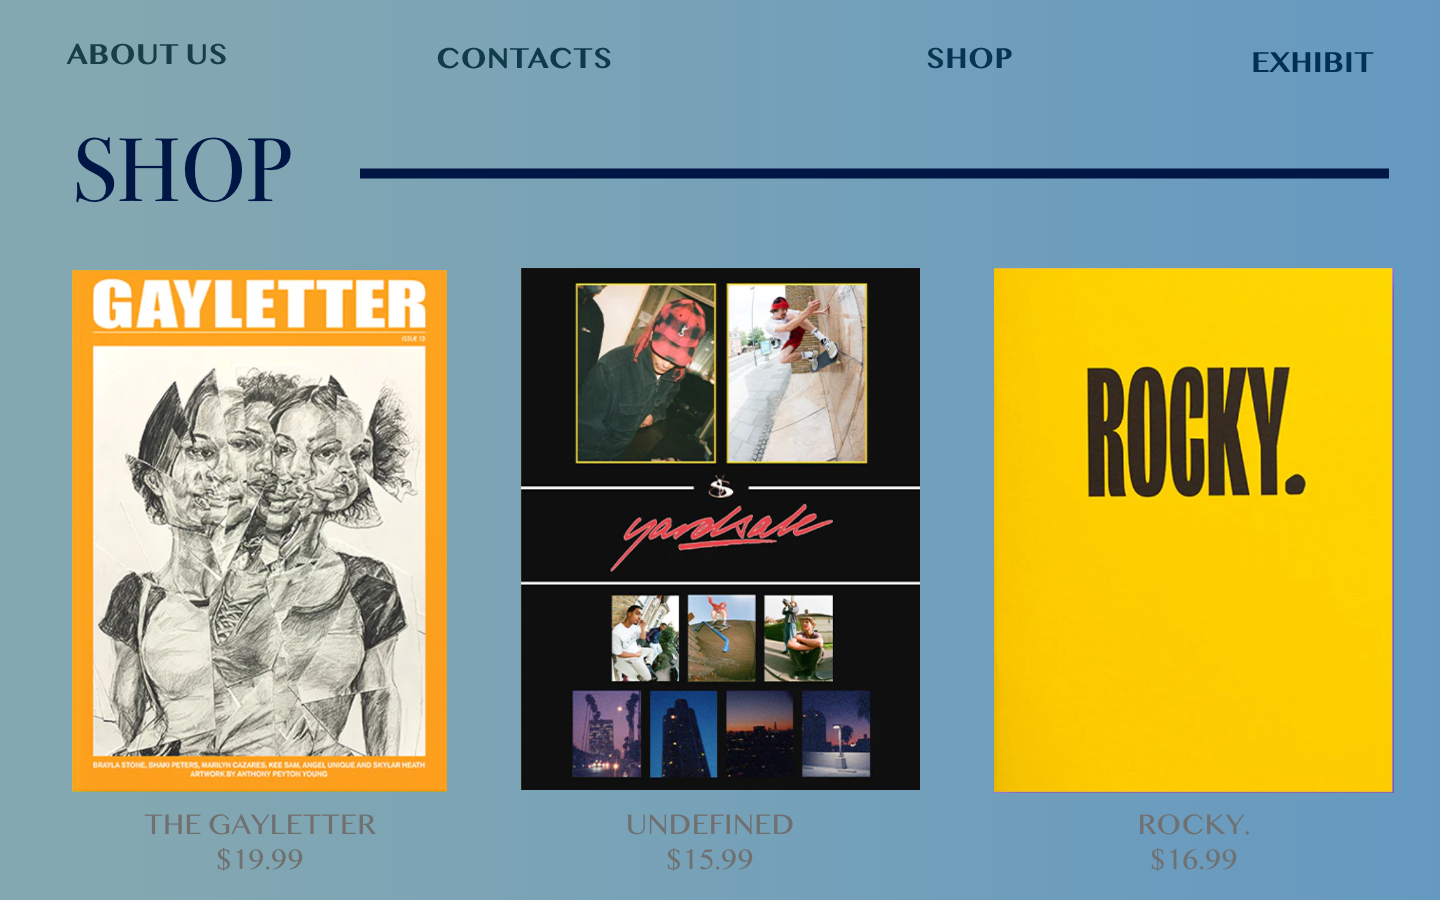 ABOUT US
CONTACTS
SHOP
EXHIBIT
SHOP
GAYLETTER
ISSUE 13
BRAYLA STONE, SHAKI PETERS, MARILYN CAZARES, KEE SAM, ANGEL UNIQUE AND SKYLAR HEATH
ARTWORK BY ANTHONY PEYTON YOUNG
yardsale
ROCKY.
THE GAYLETTER
$19.99
UNDEFINED
$15.99
ROCKY.
$16.99